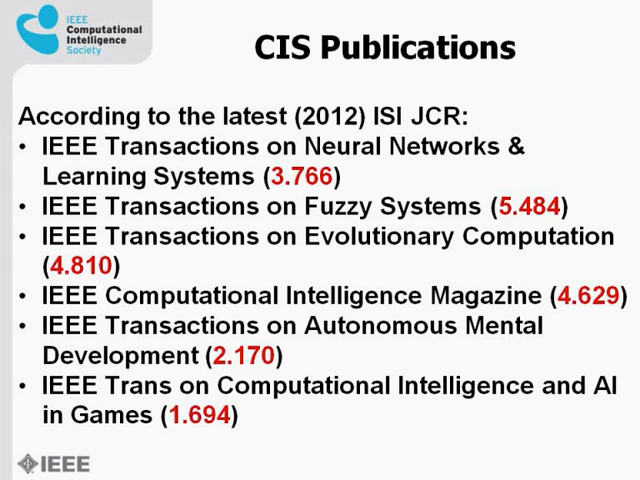 IEEE
Computational
Intelligence
Society
CIS Publications
According to the latest (2012) ISI JCR:
• IEEE Transactions on Neural Networks &
Learning Systems (3.766)
• IEEE Transactions on Fuzzy Systems (5.484)
• IEEE Transactions on Evolutionary Computation
(4.810)
• IEEE Computational Intelligence Magazine (4.629)
• IEEE Transactions on Autonomous Mental
Development (2.170)
• IEEE Trans on Computational Intelligence and AI
in Games (1.694)
IEEE